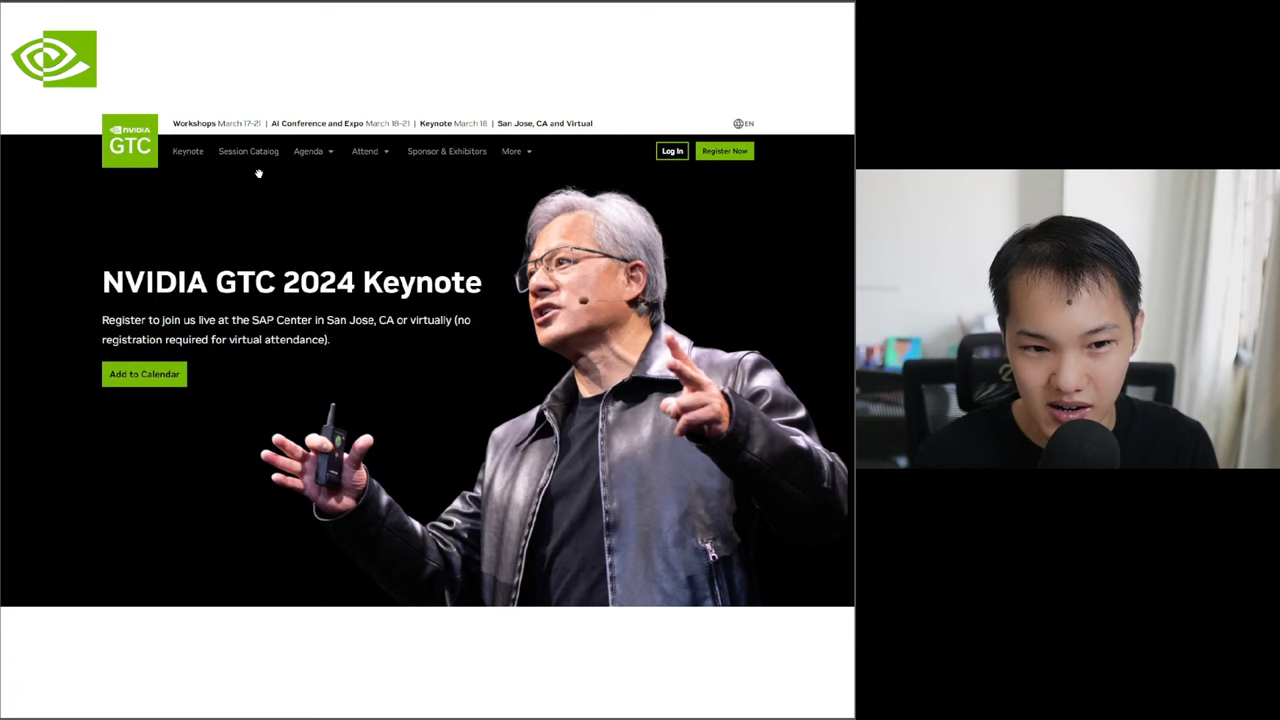 Workshops March 17-21 | AI Conference and Expo March 18-21 | Keynote March 18 | San Jose, CA and Virtual
EN
NVIDIA
GTC
Keynote
Session Catalog
Agenda
Attend
Sponsor & Exhibitors
More
Log In
Register Now
NVIDIA GTC 2024 Keynote
Register to join us live at the SAP Center in San Jose, CA or virtually (no
registration required for virtual attendance).
Add to Calendar